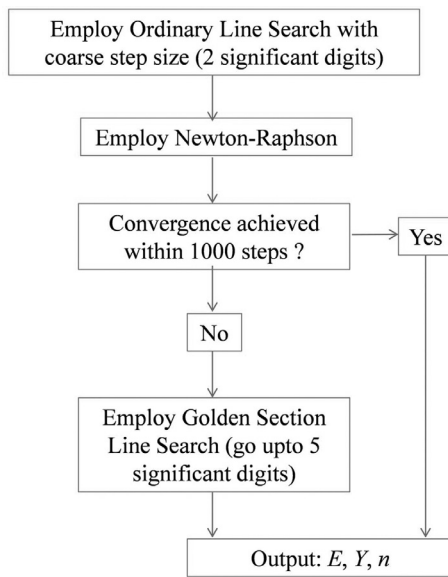 Employ Ordinary Line Search with
coarse step size (2 significant digits)
Employ Newton-Raphson
Convergence achieved
within 1000 steps ?
Yes
No
Employ Golden Section
Line Search (go upto 5
significant digits)
Output: E, Y, n